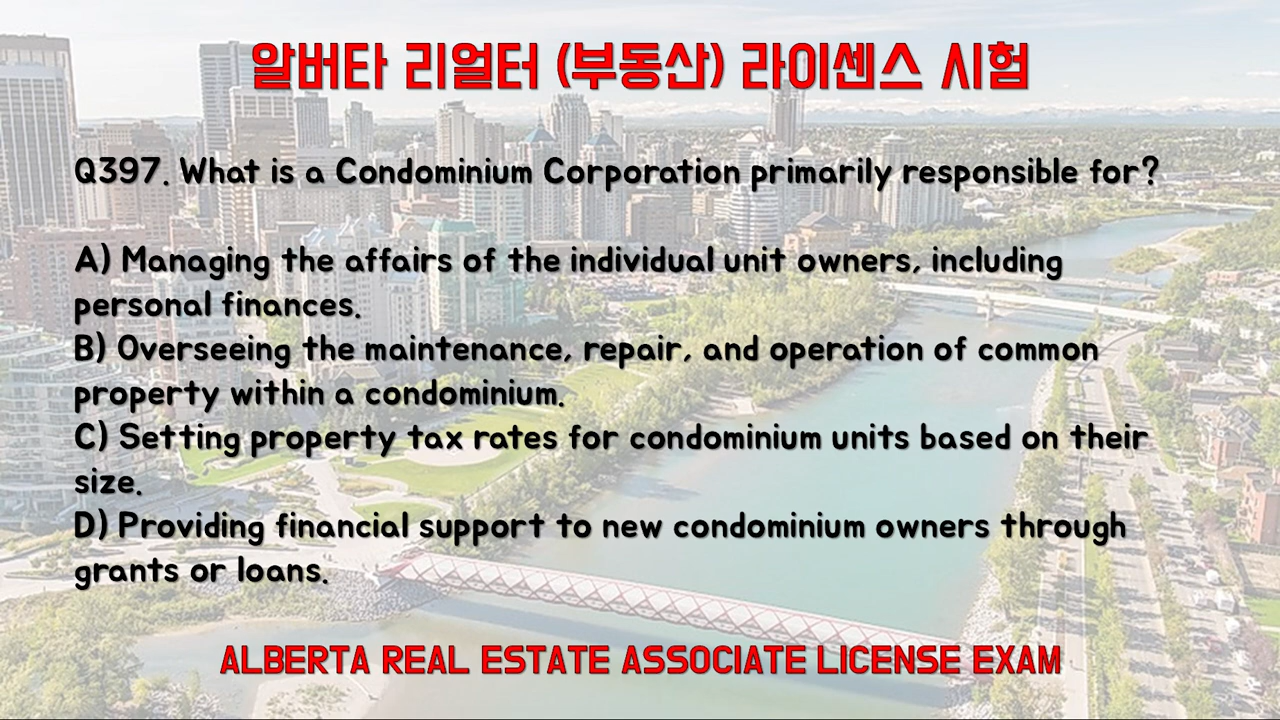 알버타 리얼터 (부동산) 라이센스 시험
Q397. What is a Condominium Corporation primarily responsible for?
A) Managing the affairs of the individual unit owners, including
personal finances.
B) Overseeing the maintenance, repair, and operation of common
property within a condominium.
C) Setting property tax rates for condominium units based on their
size.
D) Providing financial support to new condominium owners through
grants or loans.
ALBERTA REAL ESTATE ASSOCIATE LICENSE EXAM